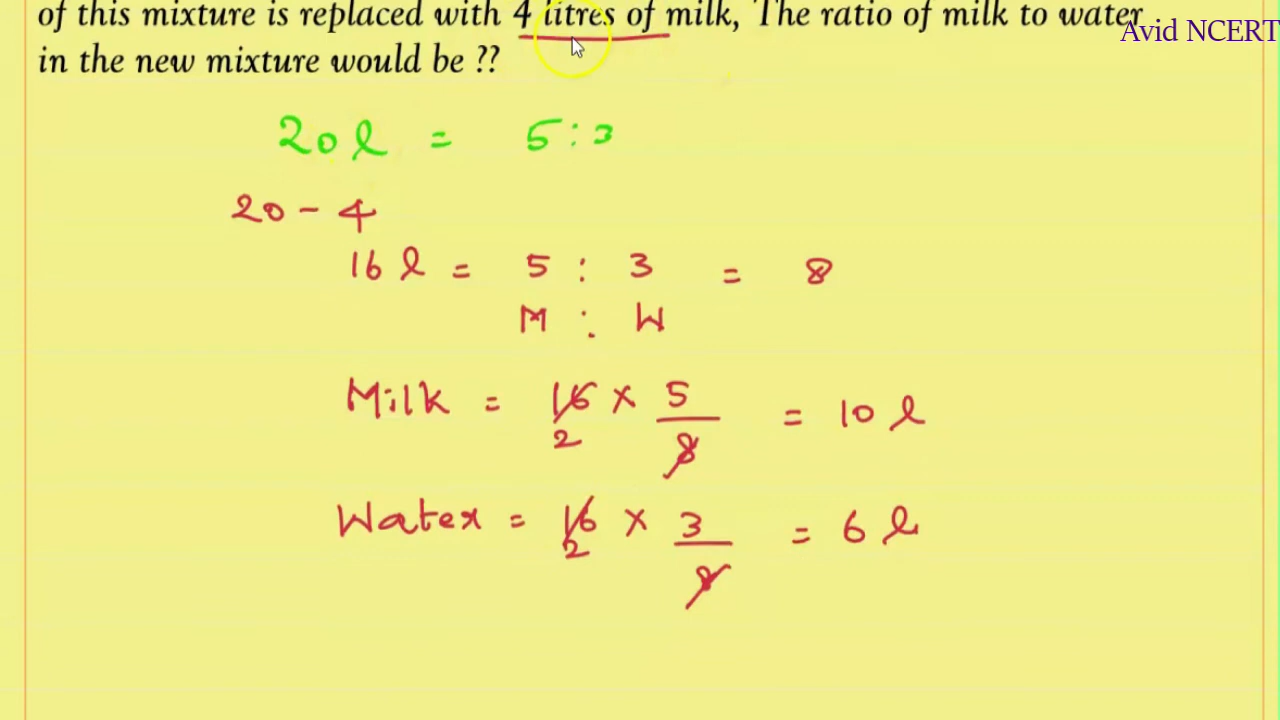 of this mixture is replaced with 4 litres of milk, The ratio of milk to water
Avid NCERT
in the new mixture would be ??
20 l = 5 : 3
20 - 4
16 l = 5 : 3 = 8
M : W
Milk = 16 × 5 = 10 l
2 8
Water = 16 × 3 = 6 l
2 8